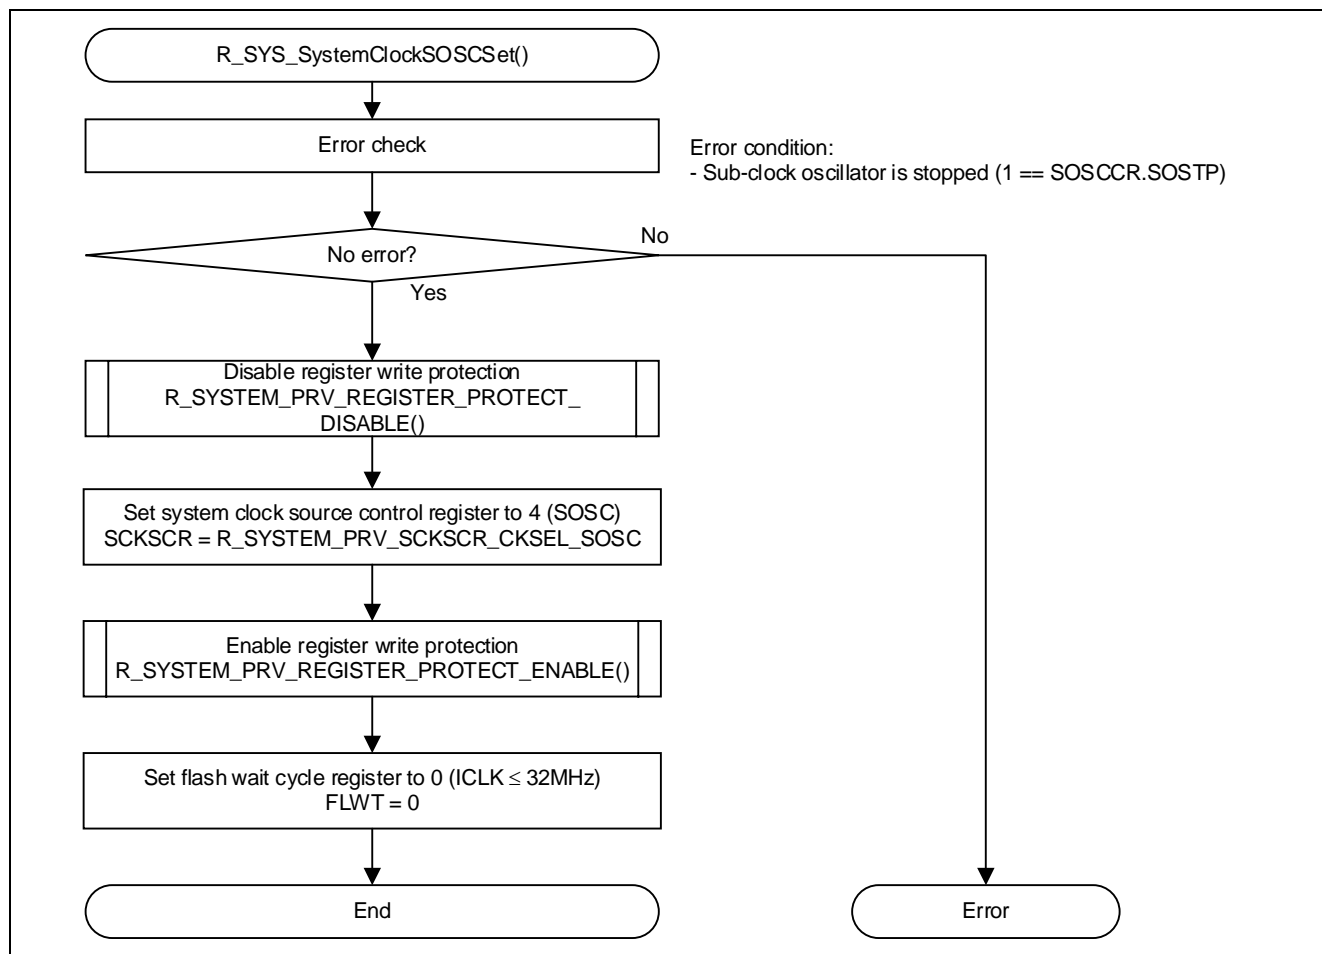 R_SYS_SystemClockSOSCSet()
Error check
Error condition:
- Sub-clock oscillator is stopped (1 == SOSCCR.SOSTP)
No error?
No
Yes
Disable register write protection
R_SYSTEM_PRV_REGISTER_PROTECT_
DISABLE()
Set system clock source control register to 4 (SOSC)
SCKSCR = R_SYSTEM_PRV_SCKSCR_CKSEL_SOSC
Enable register write protection
R_SYSTEM_PRV_REGISTER_PROTECT_ENABLE()
Set flash wait cycle register to 0 (ICLK ≤ 32MHz)
FLWT = 0
End
Error